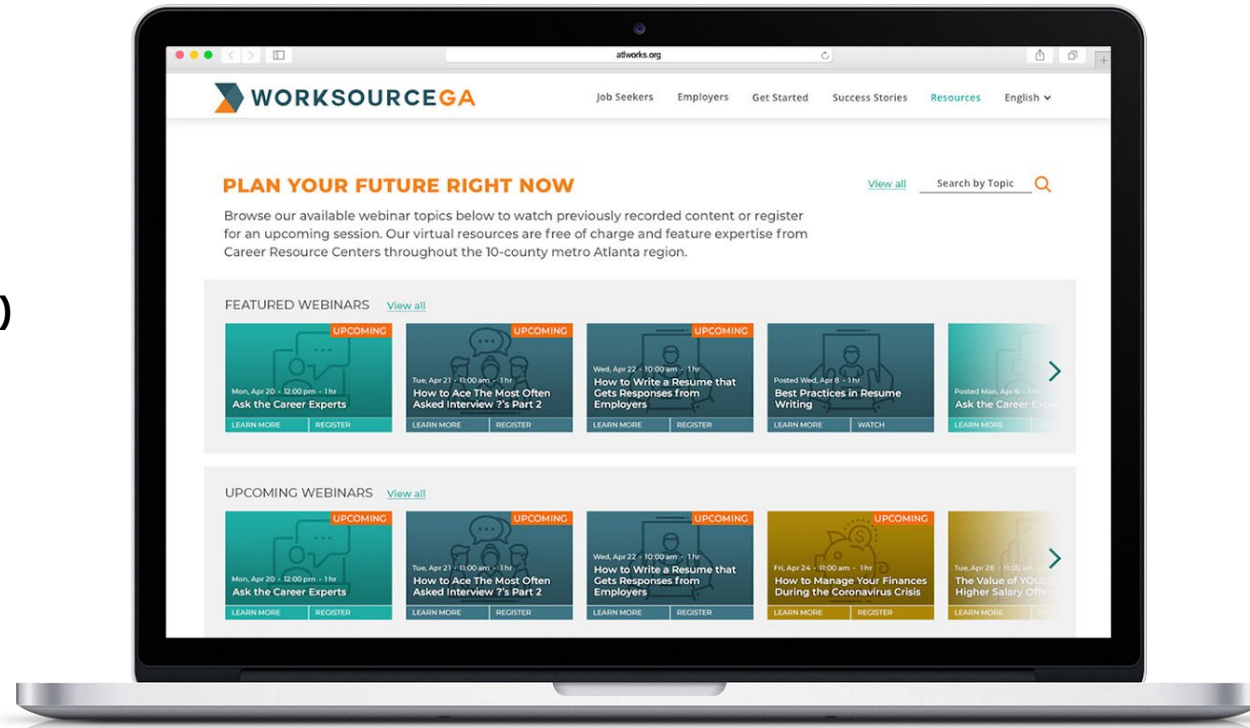 )
atlworks.org
WORKSOURCEGA
Job Seekers Employers Get Started Success Stories Resources English
PLAN YOUR FUTURE RIGHT NOW
View all Search by Topic
Browse our available webinar topics below to watch previously recorded content or register
for an upcoming session. Our virtual resources are free of charge and feature expertise from
Career Resource Centers throughout the 10-county metro Atlanta region.
FEATURED WEBINARS View all
UPCOMING
Mon, Apr 20 - 12:00 pm - 1 hr
Ask the Career Experts
LEARN MORE REGISTER
UPCOMING
Tue, Apr 21 - 11:00 am - 1 hr
How to Ace The Most Often
Asked Interview ?'s Part 2
LEARN MORE REGISTER
UPCOMING
Wed, Apr 22 - 10:00 am - 1 hr
How to Write a Resume that
Gets Responses from
Employers
LEARN MORE REGISTER
Posted Wed, Apr 8 - 1 hr
Best Practices in Resume
Writing
LEARN MORE WATCH
Posted Mon, Apr 6
Ask the Career
LEARN MORE
UPCOMING WEBINARS View all
UPCOMING
Mon, Apr 20 - 12:00 pm - 1 hr
Ask the Career Experts
LEARN MORE REGISTER
UPCOMING
Tue, Apr 21 - 11:00 am - 1 hr
How to Ace The Most Often
Asked Interview ?'s Part 2
LEARN MORE REGISTER
UPCOMING
Wed, Apr 22 - 10:00 am - 1 hr
How to Write a Resume that
Gets Responses from
Employers
LEARN MORE REGISTER
UPCOMING
Fri, Apr 24 - 11:00 am - 1 hr
How to Manage Your Finances
During the Coronavirus Crisis
LEARN MORE REGISTER
Tue, Apr 28 - 11:00
The Value of YOU:
Higher Salary
LEARN MORE